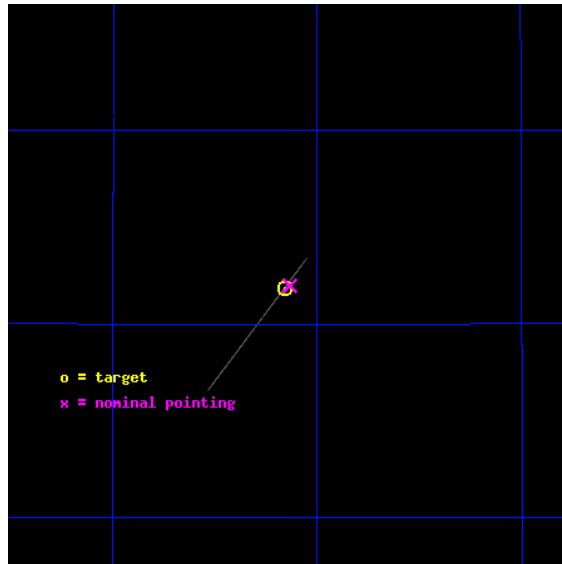 o = target
x = nominal pointing